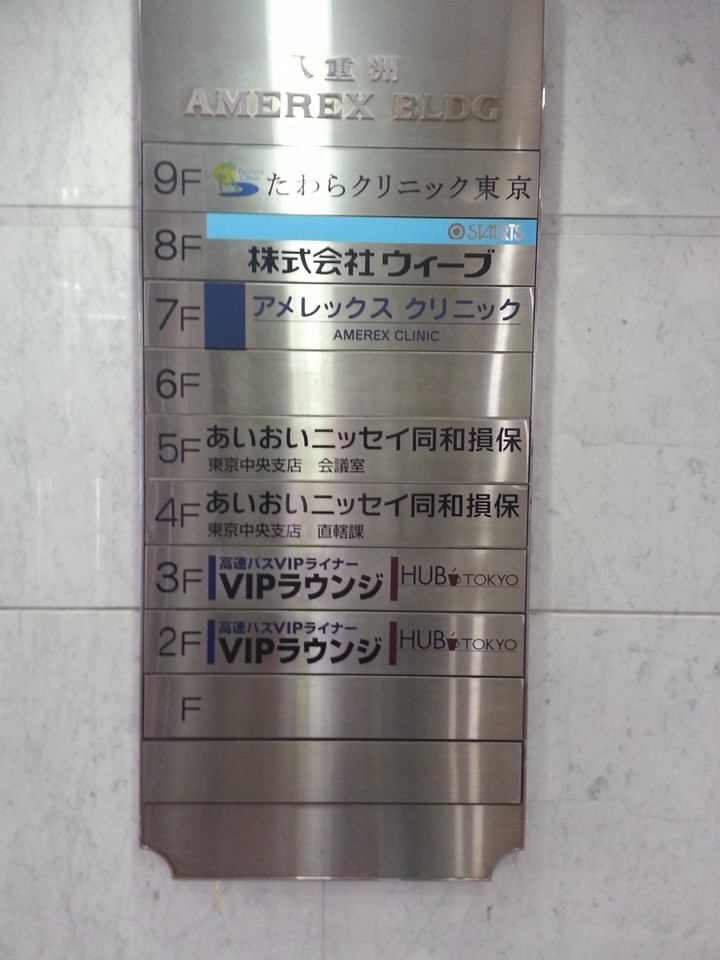 八重洲
AMEREX BLDG
9F たわらクリニック東京
8F STARTS
株式会社ウィーブ
7F アメレックス クリニック
AMEREX CLINIC
6F
5F あいおいニッセイ同和損保
東京中央支店 会議室
4F あいおいニッセイ同和損保
東京中央支店 直轄課
3F 高速バスVIPライナー
VIPラウンジ HUB TOKYO
2F 高速バスVIPライナー
VIPラウンジ HUB TOKYO
F